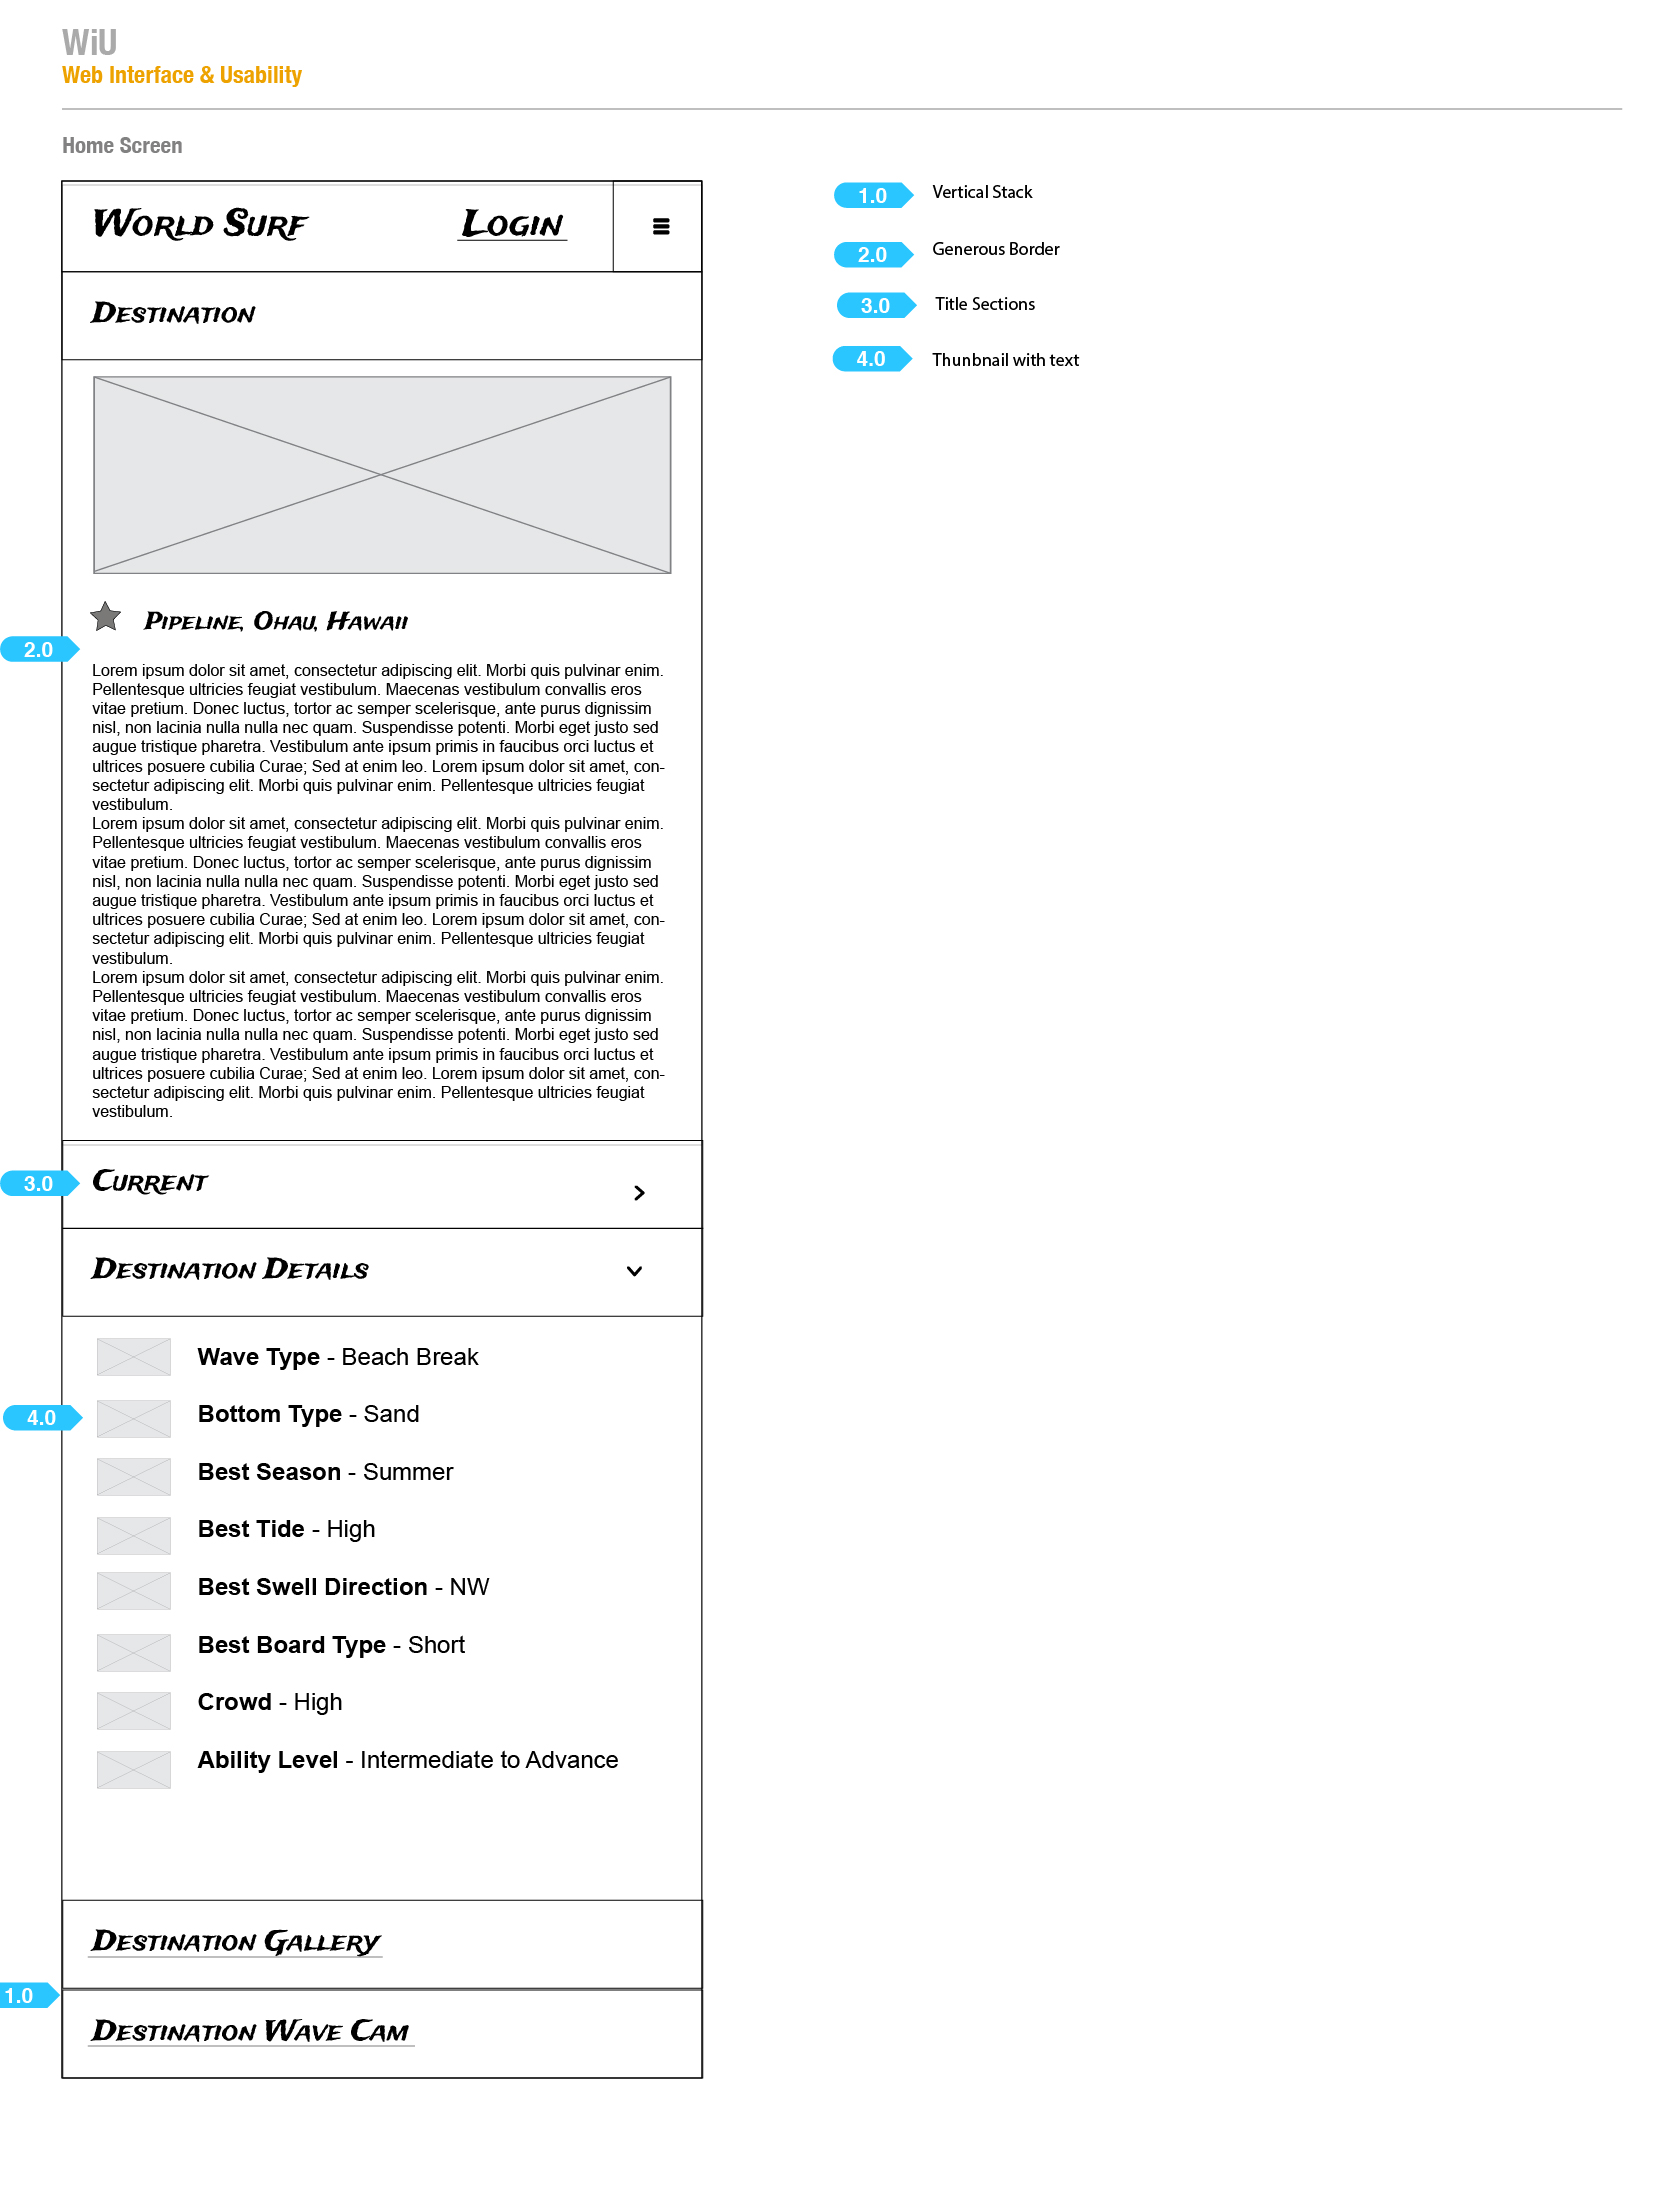 WiU
Web Interface & Usability
Home Screen
World Surf Login
Destination
1.0 Vertical Stack
2.0 Generous Border
3.0 Title Sections
4.0 Thunbnail with text
Pipeline, Ohau, Hawaii
2.0
Lorem ipsum dolor sit amet, consectetur adipiscing elit. Morbi quis pulvinar enim.
Pellentesque ultricies feugiat vestibulum. Maecenas vestibulum convallis eros
vitae pretium. Donec luctus, tortor ac semper scelerisque, ante purus dignissim
nisl, non lacinia nulla nulla nec quam. Suspendisse potenti. Morbi eget justo sed
augue tristique pharetra. Vestibulum ante ipsum primis in faucibus orci luctus et
ultrices posuere cubilia Curae; Sed at enim leo. Lorem ipsum dolor sit amet, con-
sectetur adipiscing elit. Morbi quis pulvinar enim. Pellentesque ultricies feugiat
vestibulum.
Lorem ipsum dolor sit amet, consectetur adipiscing elit. Morbi quis pulvinar enim.
Pellentesque ultricies feugiat vestibulum. Maecenas vestibulum convallis eros
vitae pretium. Donec luctus, tortor ac semper scelerisque, ante purus dignissim
nisl, non lacinia nulla nulla nec quam. Suspendisse potenti. Morbi eget justo sed
augue tristique pharetra. Vestibulum ante ipsum primis in faucibus orci luctus et
ultrices posuere cubilia Curae; Sed at enim leo. Lorem ipsum dolor sit amet, con-
sectetur adipiscing elit. Morbi quis pulvinar enim. Pellentesque ultricies feugiat
vestibulum.
Lorem ipsum dolor sit amet, consectetur adipiscing elit. Morbi quis pulvinar enim.
Pellentesque ultricies feugiat vestibulum. Maecenas vestibulum convallis eros
vitae pretium. Donec luctus, tortor ac semper scelerisque, ante purus dignissim
nisl, non lacinia nulla nulla nec quam. Suspendisse potenti. Morbi eget justo sed
augue tristique pharetra. Vestibulum ante ipsum primis in faucibus orci luctus et
ultrices posuere cubilia Curae; Sed at enim leo. Lorem ipsum dolor sit amet, con-
sectetur adipiscing elit. Morbi quis pulvinar enim. Pellentesque ultricies feugiat
vestibulum.
3.0 Current
Destination Details
Wave Type - Beach Break
4.0 Bottom Type - Sand
Best Season - Summer
Best Tide - High
Best Swell Direction - NW
Best Board Type - Short
Crowd - High
Ability Level - Intermediate to Advance
Destination Gallery
1.0
Destination Wave Cam